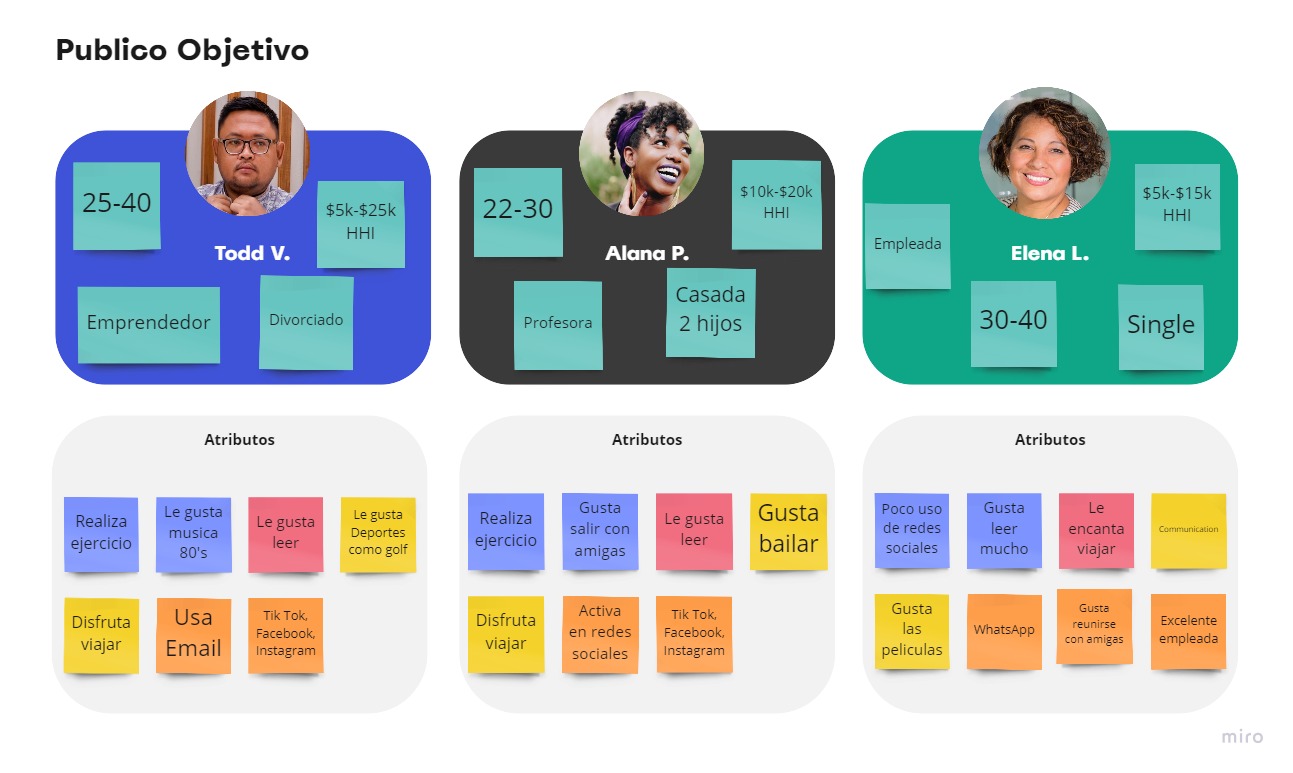 Publico Objetivo
25-40
$5k-$25k
HHI
Todd V.
Emprendedor
Divorciado
22-30
$10k-$20k
HHI
Alana P.
Profesora
Casada
2 hijos
Empleada
$5k-$15k
HHI
Elena L.
30-40
Single
Atributos
Realiza
ejercicio
Le gusta
musica
80's
Le gusta
leer
Le gusta
Deportes
como golf
Disfruta
viajar
Usa
Email
Tik Tok,
Facebook,
Instagram
Atributos
Realiza
ejercicio
Gusta
salir con
amigas
Le gusta
leer
Gusta
bailar
Disfruta
viajar
Activa
en redes
sociales
Tik Tok,
Facebook,
Instagram
Atributos
Poco uso
de redes
sociales
Gusta
leer
mucho
Le
encanta
viajar
Communication
Gusta
las
peliculas
WhatsApp
Gusta
reunirse
con amigas
Excelente
empleada
miro